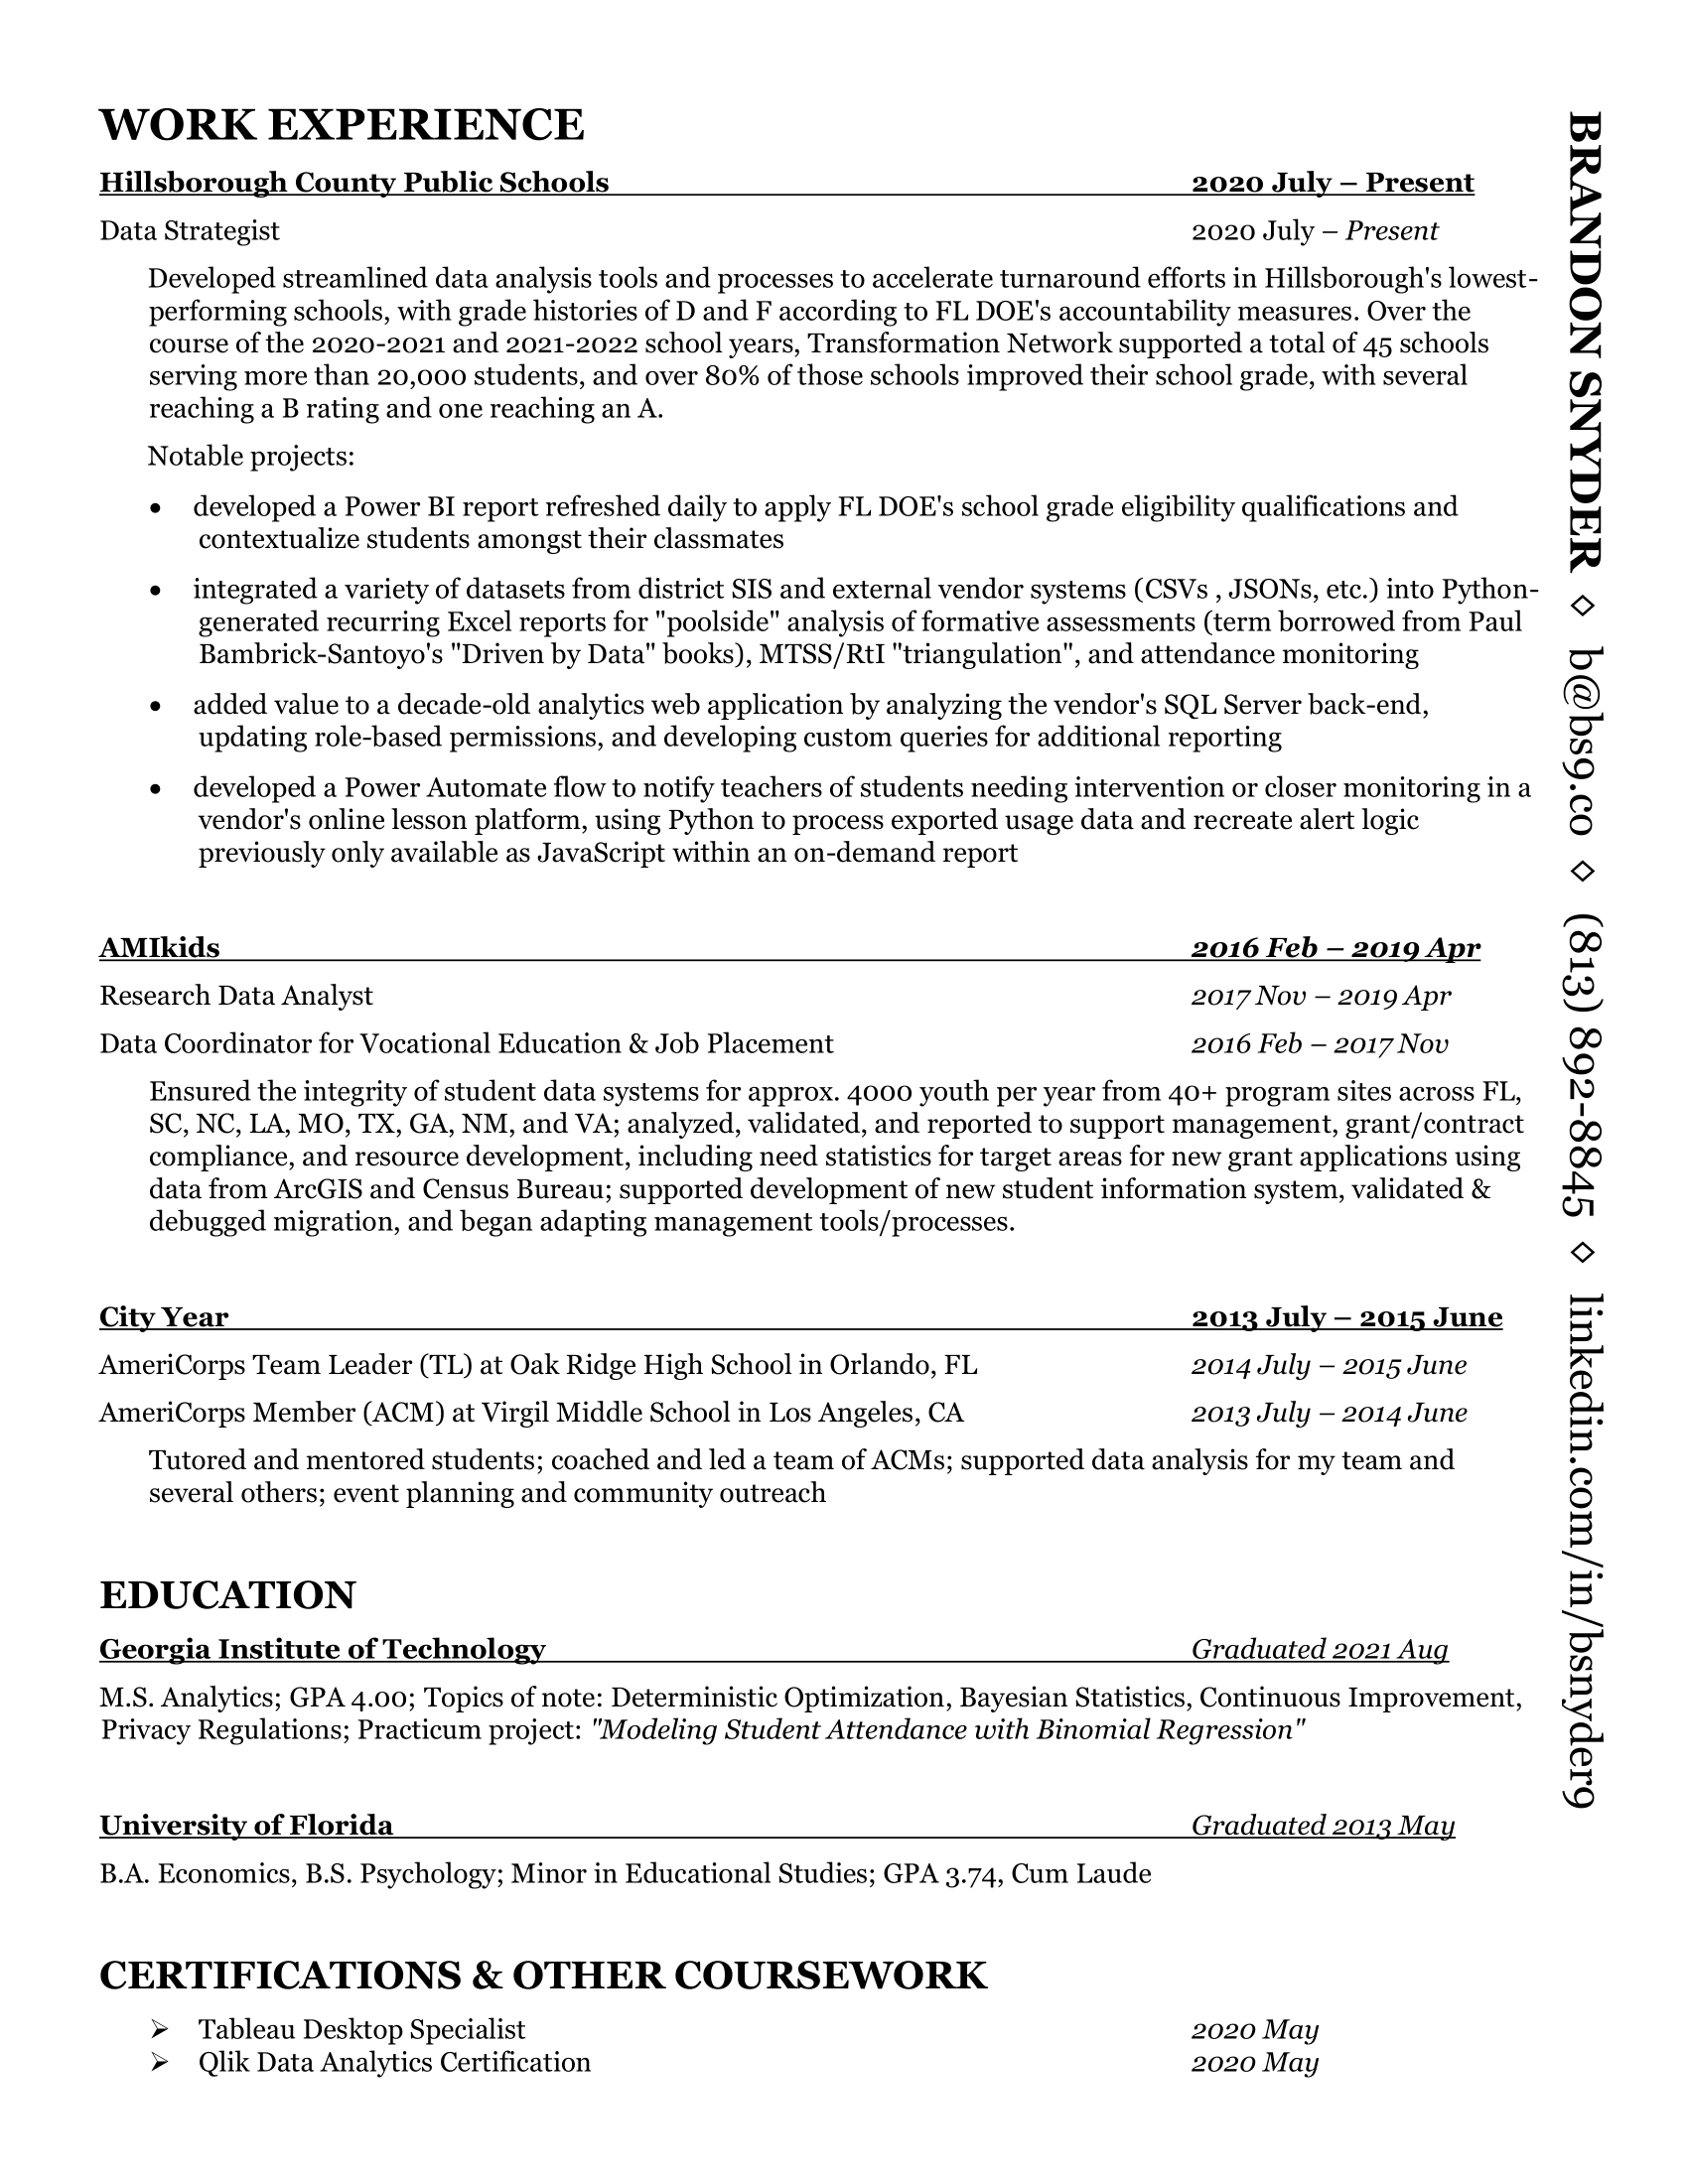 WORK EXPERIENCE
Hillsborough County Public Schools 2020 July – Present
Data Strategist 2020 July – Present
Developed streamlined data analysis tools and processes to accelerate turnaround efforts in Hillsborough's lowest-
performing schools, with grade histories of D and F according to FL DOE's accountability measures. Over the
course of the 2020-2021 and 2021-2022 school years, Transformation Network supported a total of 45 schools
serving more than 20,000 students, and over 80% of those schools improved their school grade, with several
reaching a B rating and one reaching an A.
Notable projects:
• developed a Power BI report refreshed daily to apply FL DOE's school grade eligibility qualifications and
contextualize students amongst their classmates
• integrated a variety of datasets from district SIS and external vendor systems (CSVs , JSONs, etc.) into Python-
generated recurring Excel reports for "poolside" analysis of formative assessments (term borrowed from Paul
Bambrick-Santoyo's "Driven by Data" books), MTSS/RtI "triangulation", and attendance monitoring
• added value to a decade-old analytics web application by analyzing the vendor's SQL Server back-end,
updating role-based permissions, and developing custom queries for additional reporting
• developed a Power Automate flow to notify teachers of students needing intervention or closer monitoring in a
vendor's online lesson platform, using Python to process exported usage data and recreate alert logic
previously only available as JavaScript within an on-demand report
AMIkids 2016 Feb – 2019 Apr
Research Data Analyst 2017 Nov – 2019 Apr
Data Coordinator for Vocational Education & Job Placement 2016 Feb – 2017 Nov
Ensured the integrity of student data systems for approx. 4000 youth per year from 40+ program sites across FL,
SC, NC, LA, MO, TX, GA, NM, and VA; analyzed, validated, and reported to support management, grant/contract
compliance, and resource development, including need statistics for target areas for new grant applications using
data from ArcGIS and Census Bureau; supported development of new student information system, validated &
debugged migration, and began adapting management tools/processes.
City Year 2013 July – 2015 June
AmeriCorps Team Leader (TL) at Oak Ridge High School in Orlando, FL 2014 July – 2015 June
AmeriCorps Member (ACM) at Virgil Middle School in Los Angeles, CA 2013 July – 2014 June
Tutored and mentored students; coached and led a team of ACMs; supported data analysis for my team and
several others; event planning and community outreach
EDUCATION
Georgia Institute of Technology Graduated 2021 Aug
M.S. Analytics; GPA 4.00; Topics of note: Deterministic Optimization, Bayesian Statistics, Continuous Improvement,
Privacy Regulations; Practicum project: "Modeling Student Attendance with Binomial Regression"
University of Florida Graduated 2013 May
B.A. Economics, B.S. Psychology; Minor in Educational Studies; GPA 3.74, Cum Laude
CERTIFICATIONS & OTHER COURSEWORK
➢ Tableau Desktop Specialist 2020 May
➢ Qlik Data Analytics Certification 2020 May
BRANDON SNYDER ◇ b@bs9.co ◇ (813) 892-8845 ◇ linkedin.com/in/bsnyder9